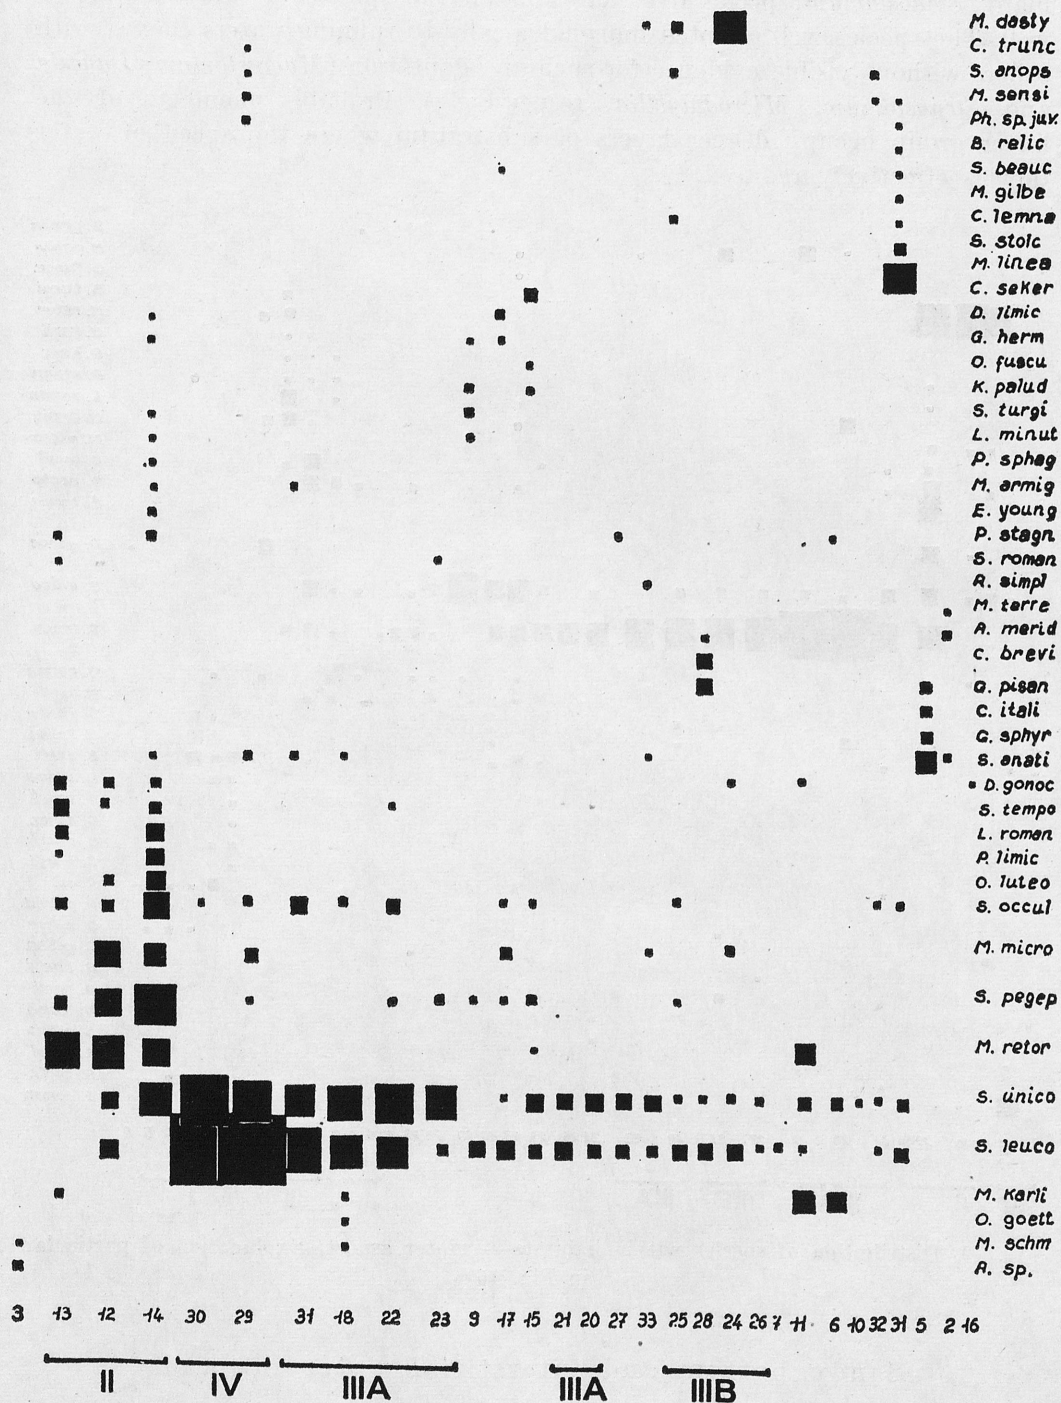 M. dasty
C. trunc
S. anops
M. sensi
Ph. sp. juv.
B. relic
S. beauc
M. gilbe
C. lemna
S. stolc
M. linea
C. seker
D. limic
G. herm
O. fuscu
K. palud
S. turgi
L. minut
P. sphag
M. armig
E. young
P. stagn
S. roman
R. simpl
M. terre
A. merid
C. brevi
G. pisan
C. itali
G. sphyr
S. anati
D. gonoc
S. tempo
L. roman
P. limic
O. luteo
S. occul
M. micro
S. pegep
M. retor
S. unico
S. leuco
M. Karli
O. goett
M. schm
A. sp.
3 13 12 14 30 29 31 18 22 23 9 17 15 21 20 27 33 25 28 24 26 7 11 6 10 32 31 5 2 16
II IV IIIA IIIA IIIB